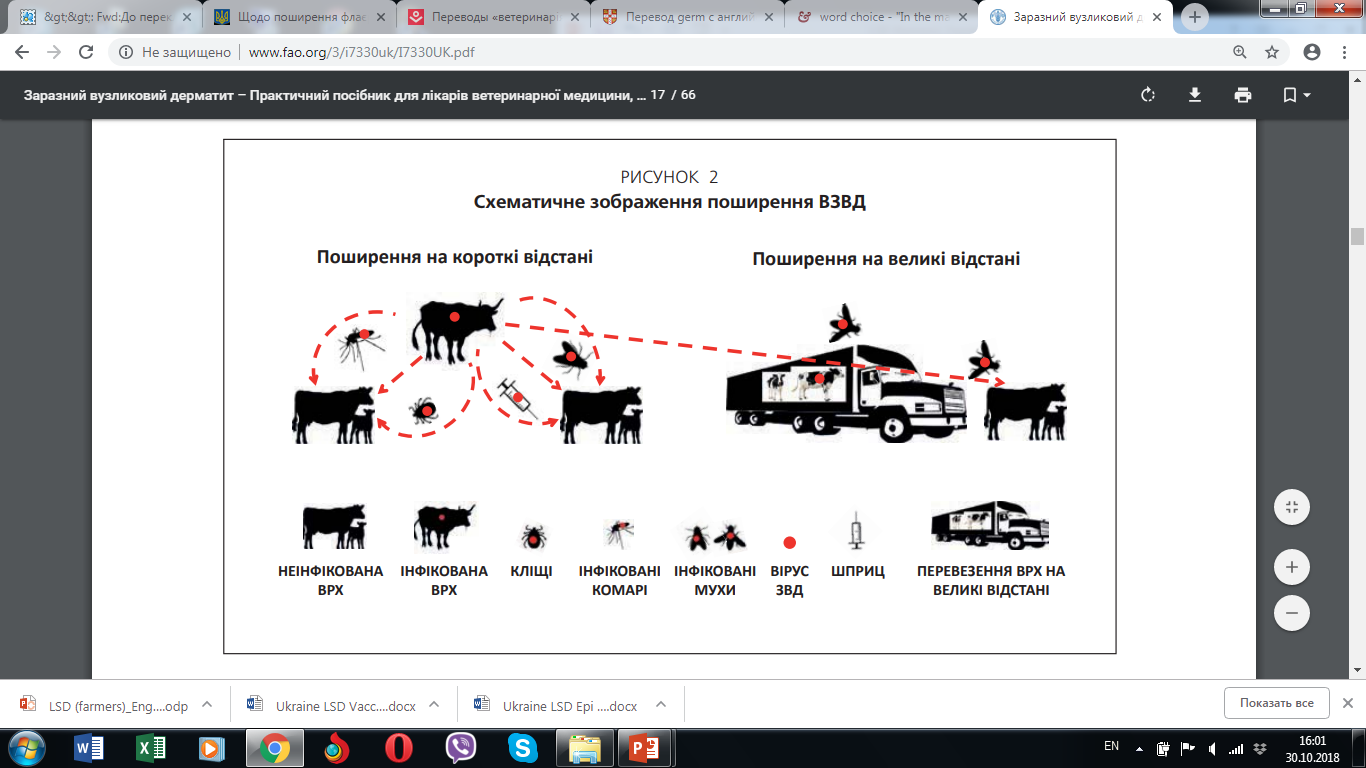 &gt;&gt;: Fwd:До перек
Щодо поширення флає
Переводы «ветеринарн
Перевод germ с англий
word choice - "In the ma
Заразний вузликовий д
Не защищено
www.fao.org/3/i7330uk/I7330UK.pdf
Заразний вузликовий дерматит – Практичний посібник для лікарів ветеринарної медицини, ... 17 / 66
РИСУНОК 2
Схематичне зображення поширення ВЗВД
Поширення на короткі відстані
Поширення на великі відстані
НЕІНФІКОВАНА
ВРХ
ІНФІКОВАНА
ВРХ
КЛІЩІ
ІНФІКОВАНІ
КОМАРІ
ІНФІКОВАНІ
МУХИ
ВІРУС
ЗВД
ШПРИЦ
ПЕРЕВЕЗЕННЯ ВРХ НА
ВЕЛИКІ ВІДСТАНІ
LSD (farmers)_Eng....odp
Ukraine LSD Vacc....docx
Ukraine LSD Epi ....docx
Показать все
EN
16:01
30.10.2018